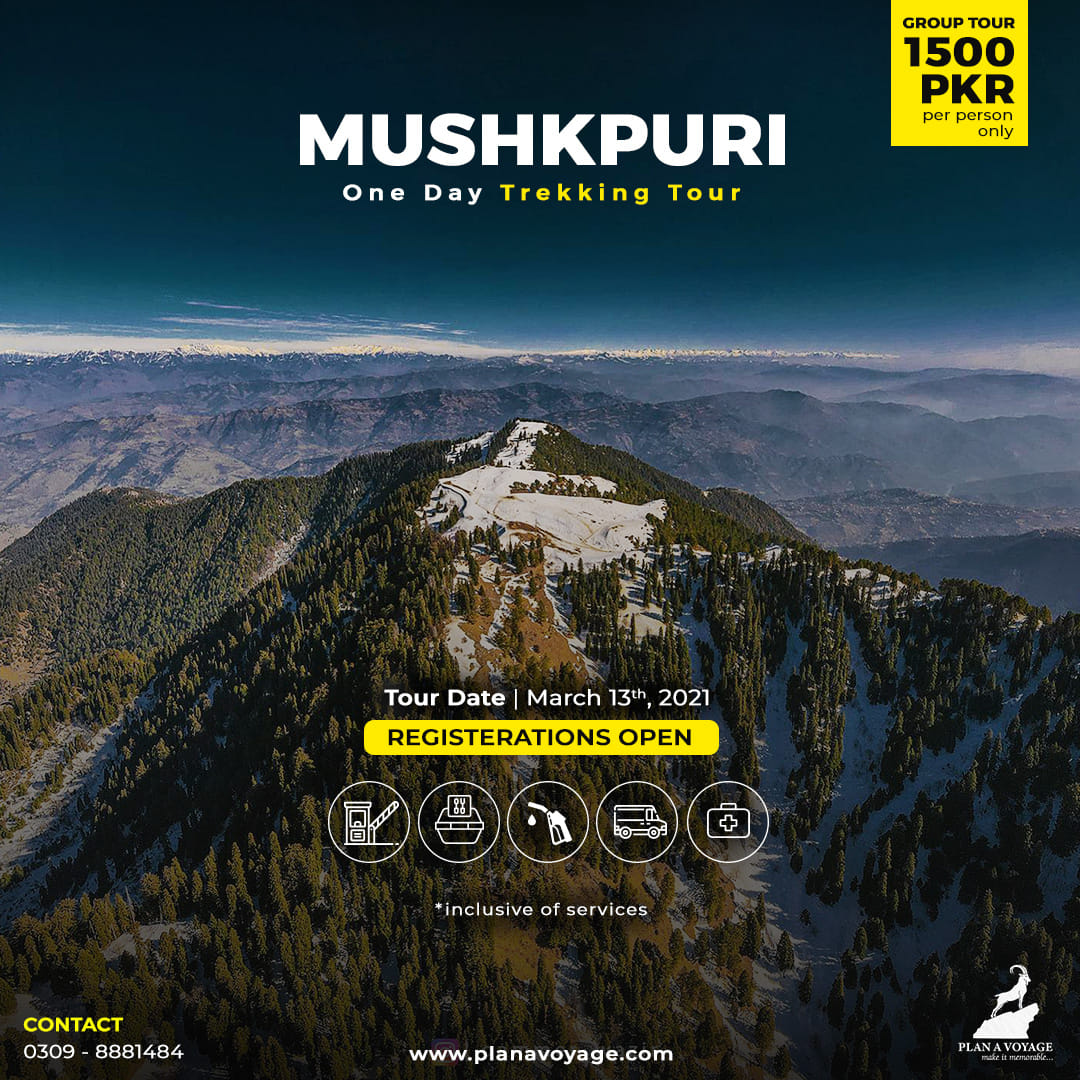 GROUP TOUR
1500
PKR
per person
only
MUSHKPURI
One Day Trekking Tour
Tour Date | March 13th, 2021
REGISTERATIONS OPEN
*inclusive of services
CONTACT
0309 - 8881484
www.planavoyage.com
PLAN A VOYAGE
make it memorable...